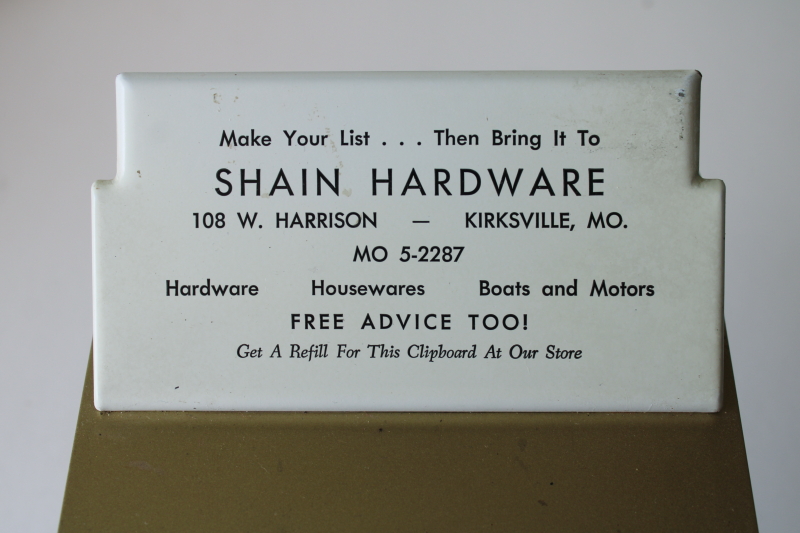 Make Your List . . . Then Bring It To
SHAIN HARDWARE
108 W. HARRISON — KIRKSVILLE, MO.
MO 5-2287
Hardware Housewares Boats and Motors
FREE ADVICE TOO!
Get A Refill For This Clipboard At Our Store